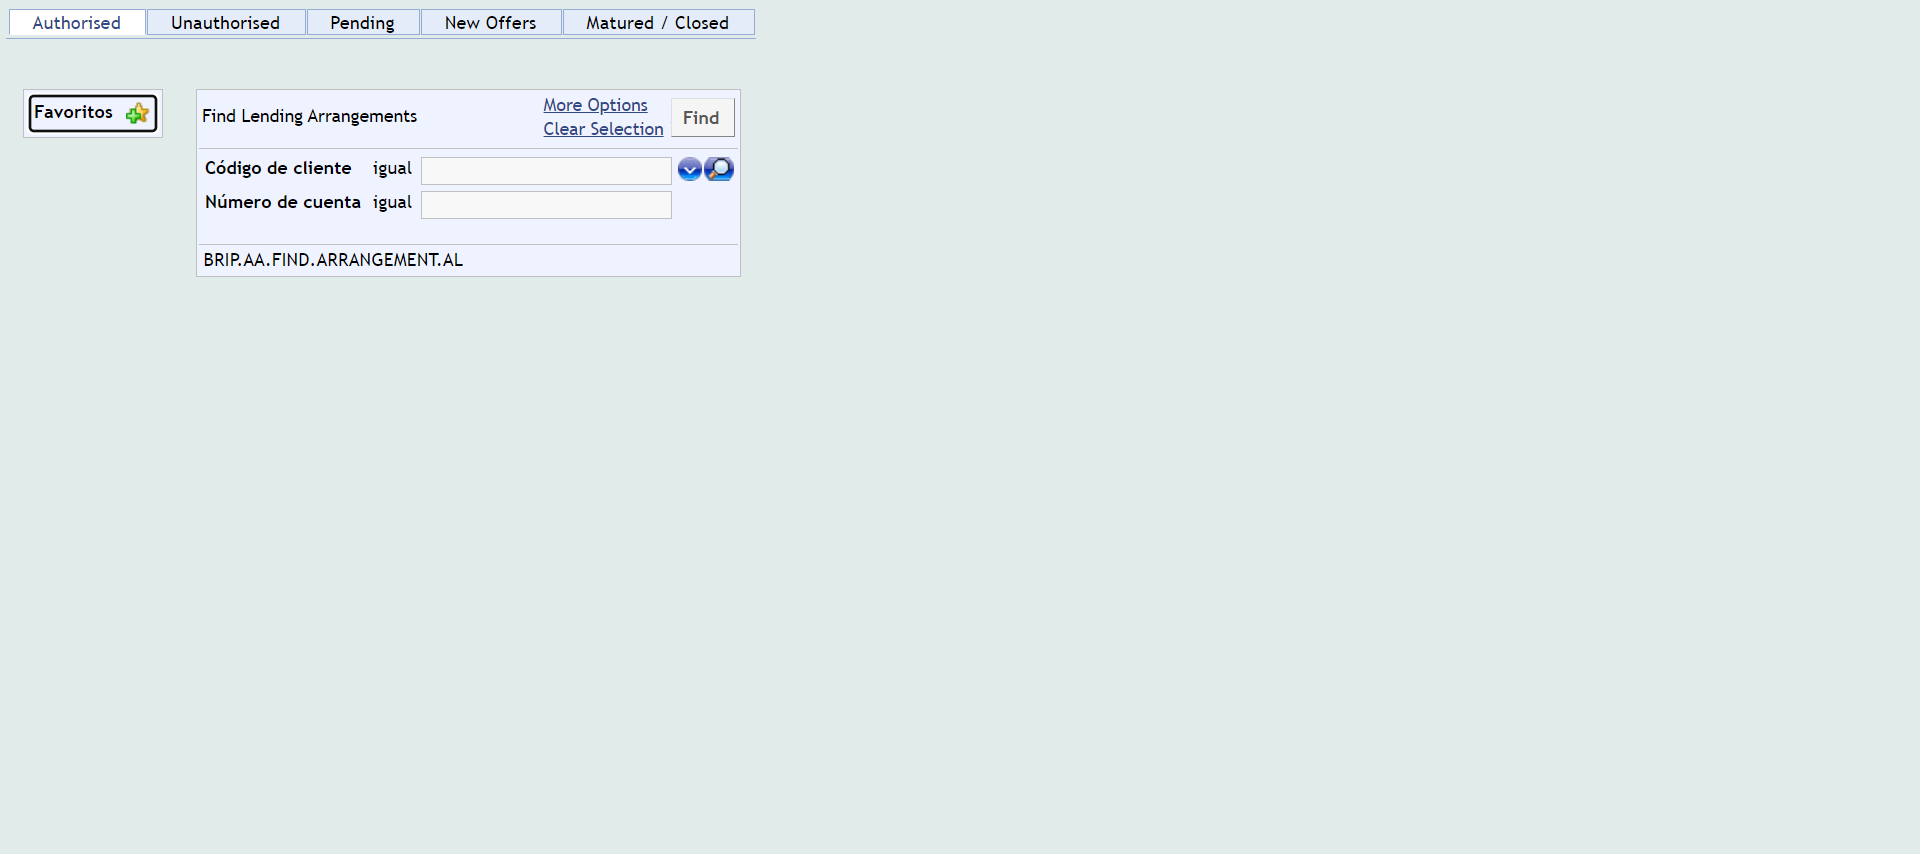 Authorised Unauthorised Pending New Offers Matured / Closed
Favoritos
Find Lending Arrangements
More Options
Clear Selection
Find
Código de cliente igual
Número de cuenta igual
BRIP.AA.FIND.ARRANGEMENT.AL